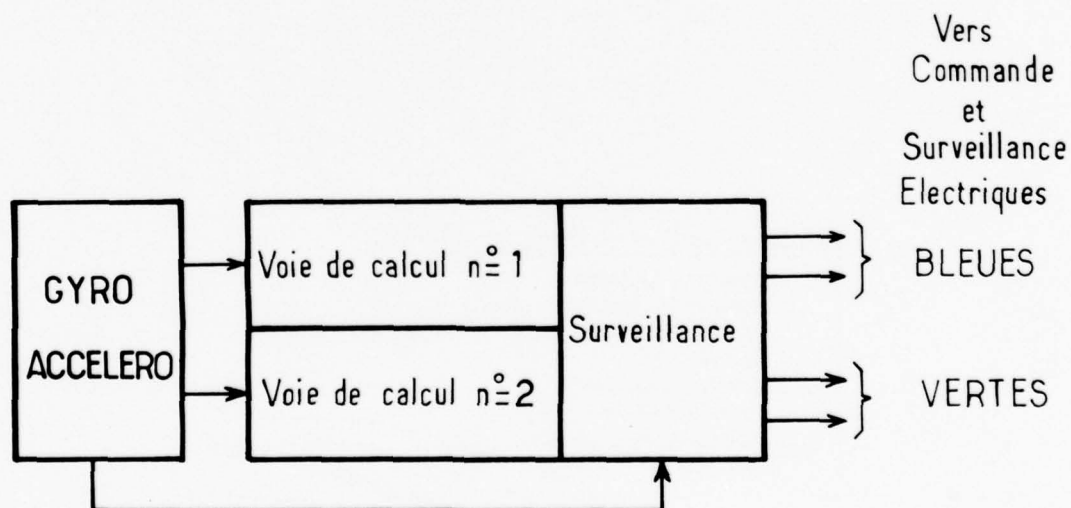 Vers
Commande
et
Surveillance
Electriques
GYRO
ACCELERO
Voie de calcul n° 1
Voie de calcul n° 2
Surveillance
BLEUES
VERTES